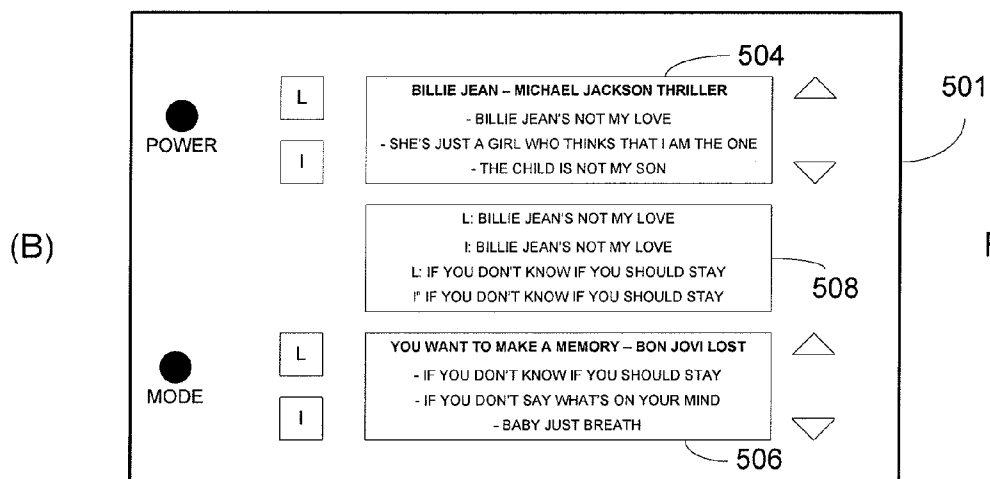 504
501
L
BILLIE JEAN – MICHAEL JACKSON THRILLER
- BILLIE JEAN'S NOT MY LOVE
POWER
- SHE'S JUST A GIRL WHO THINKS THAT I AM THE ONE
I
- THE CHILD IS NOT MY SON
L: BILLIE JEAN'S NOT MY LOVE
(B)
I: BILLIE JEAN'S NOT MY LOVE
L: IF YOU DON'T KNOW IF YOU SHOULD STAY
I" IF YOU DON'T KNOW IF YOU SHOULD STAY
508
L
YOU WANT TO MAKE A MEMORY – BON JOVI LOST
- IF YOU DON'T KNOW IF YOU SHOULD STAY
MODE
- IF YOU DON'T SAY WHAT'S ON YOUR MIND
I
- BABY JUST BREATH
506